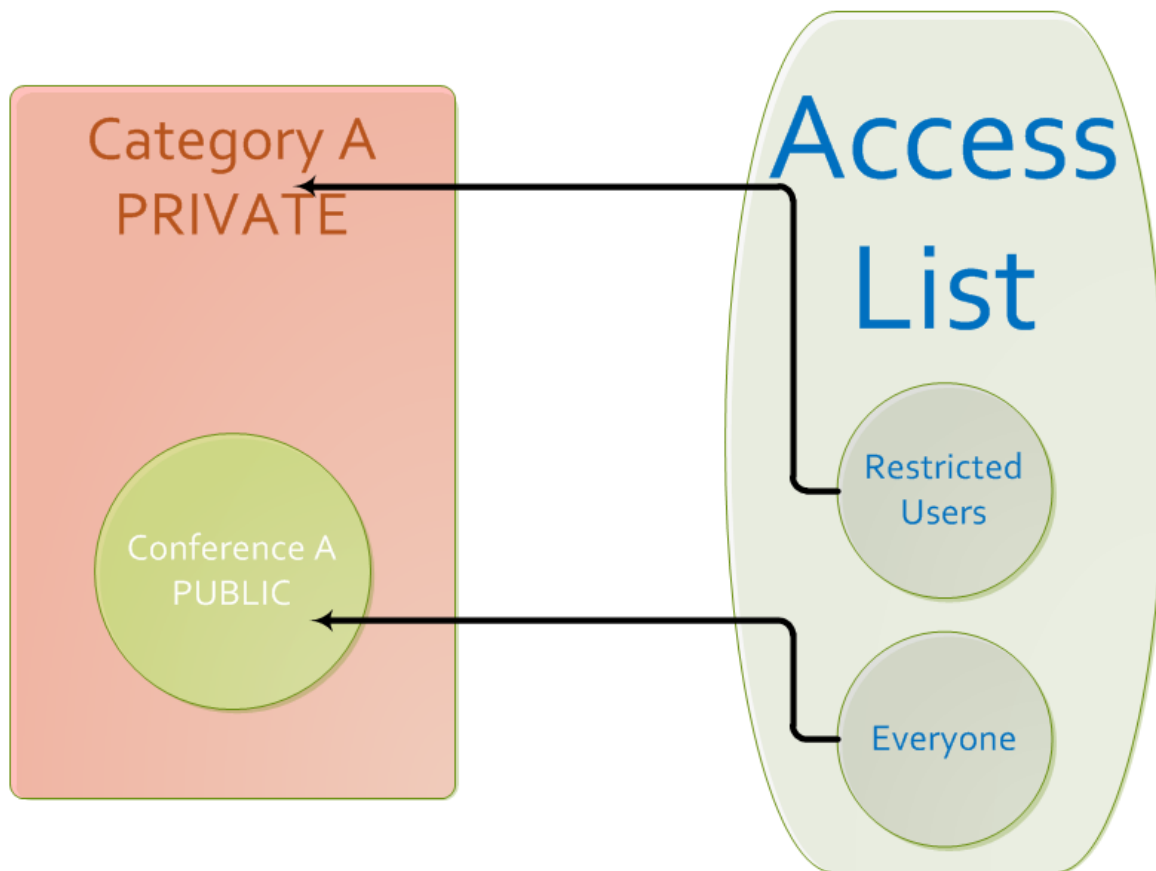 Category A
PRIVATE
Conference A
PUBLIC
Access
List
Restricted
Users
Everyone